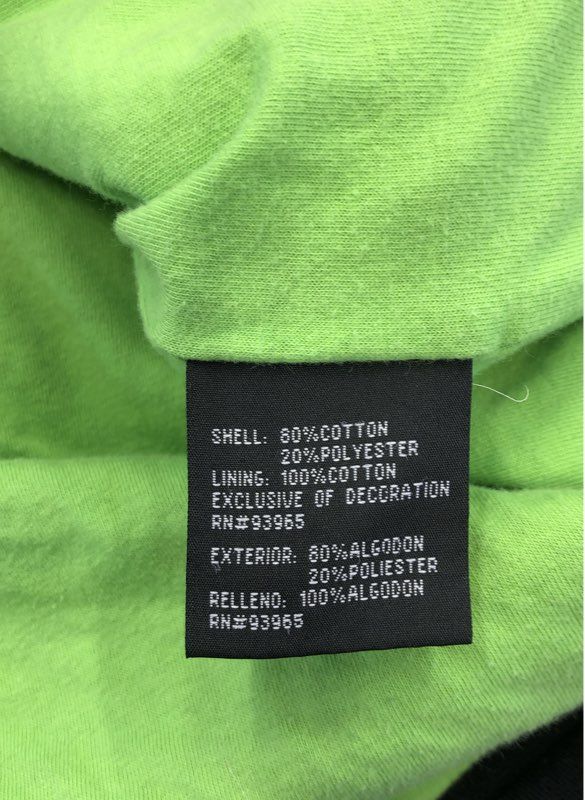 SHELL: 80%COTTON
20%POLYESTER
LINING: 100%COTTON
EXCLUSIVE OF DECORATION
RN#93965
EXTERIOR: 80%ALGODON
20%POLIESTER
RELLENO: 100%ALGODON
RN#93965